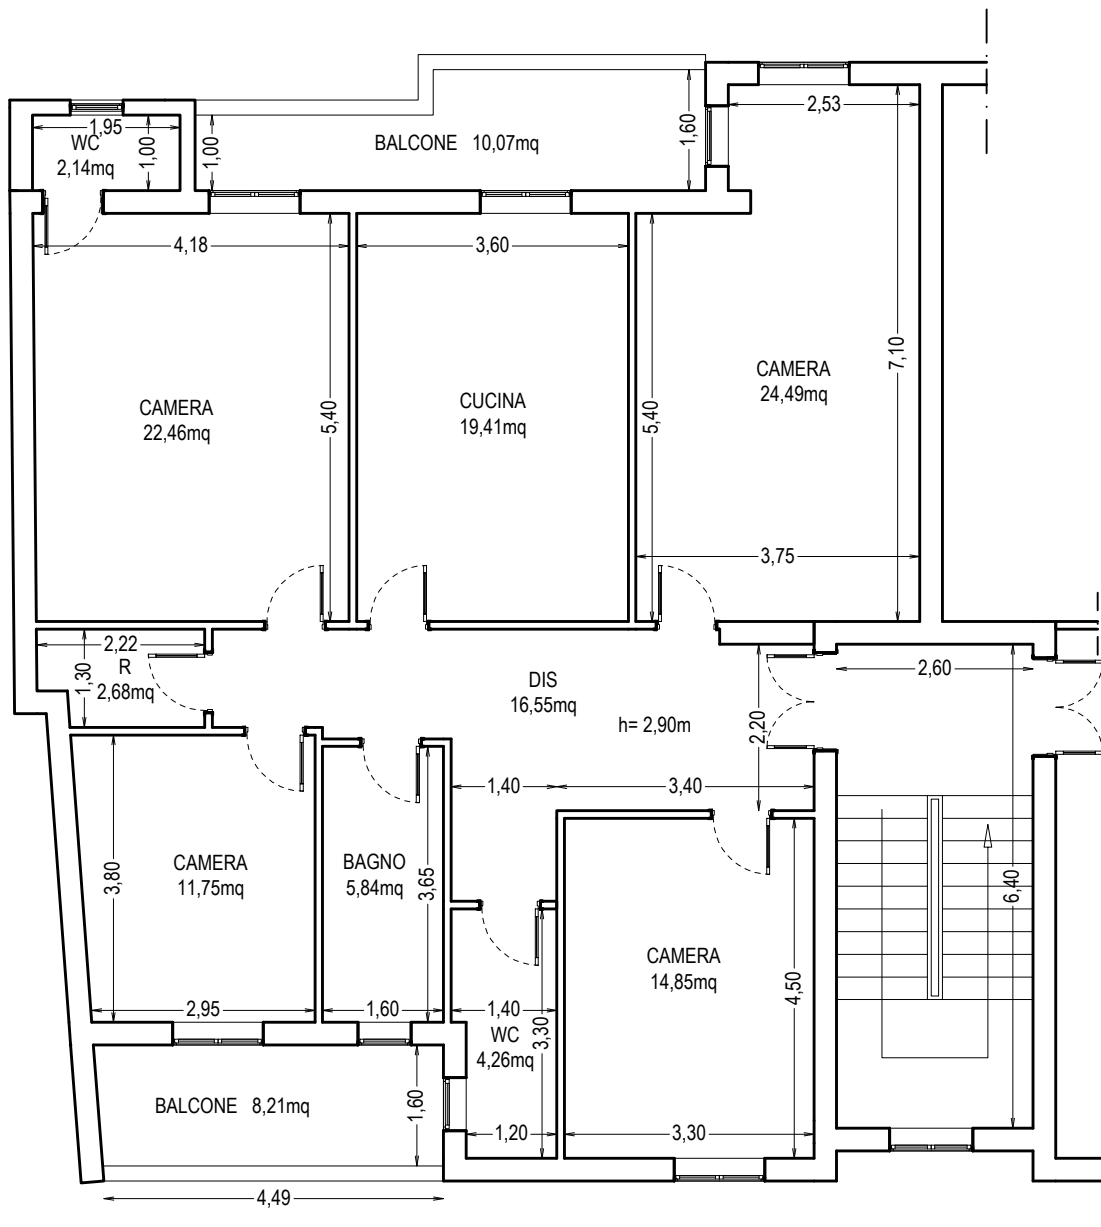 2,53
1,95
WC
2,14mq
1,00
1,00
BALCONE 10,07mq
1,60
4,18
3,60
7,10
CAMERA
24,49mq
CAMERA
22,46mq
5,40
CUCINA
19,41mq
5,40
3,75
2,22
R
2,68mq
1,30
DIS
16,55mq
h= 2,90m
2,20
2,60
1,40
3,40
3,80
CAMERA
11,75mq
BAGNO
5,84mq
3,65
6,40
CAMERA
14,85mq
4,50
2,95
1,60
1,40
WC
4,26mq
3,30
BALCONE 8,21mq
1,60
1,20
3,30
4,49